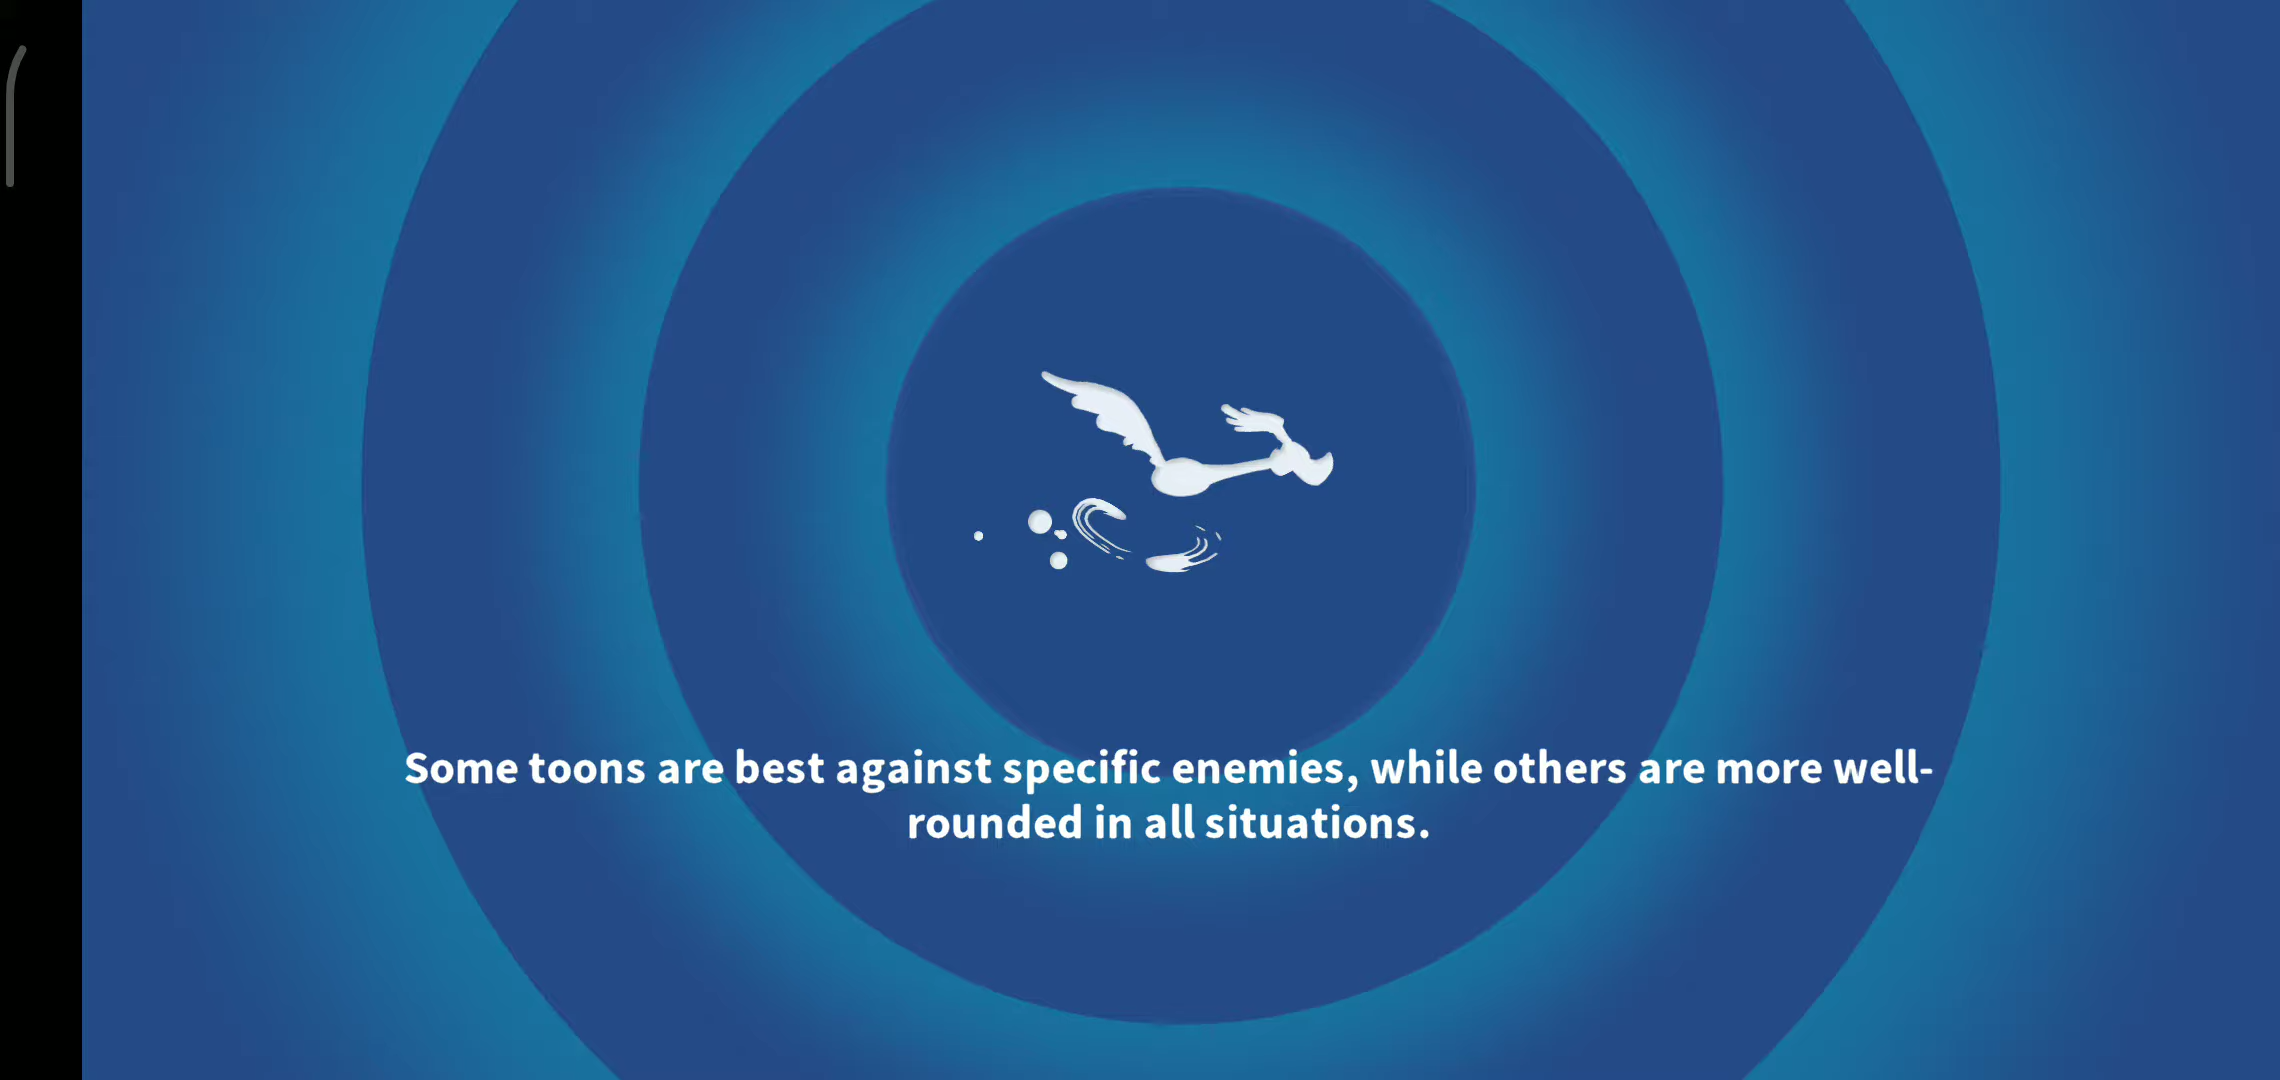 Some toons are best against specific enemies, while others are more well-
rounded in all situations.